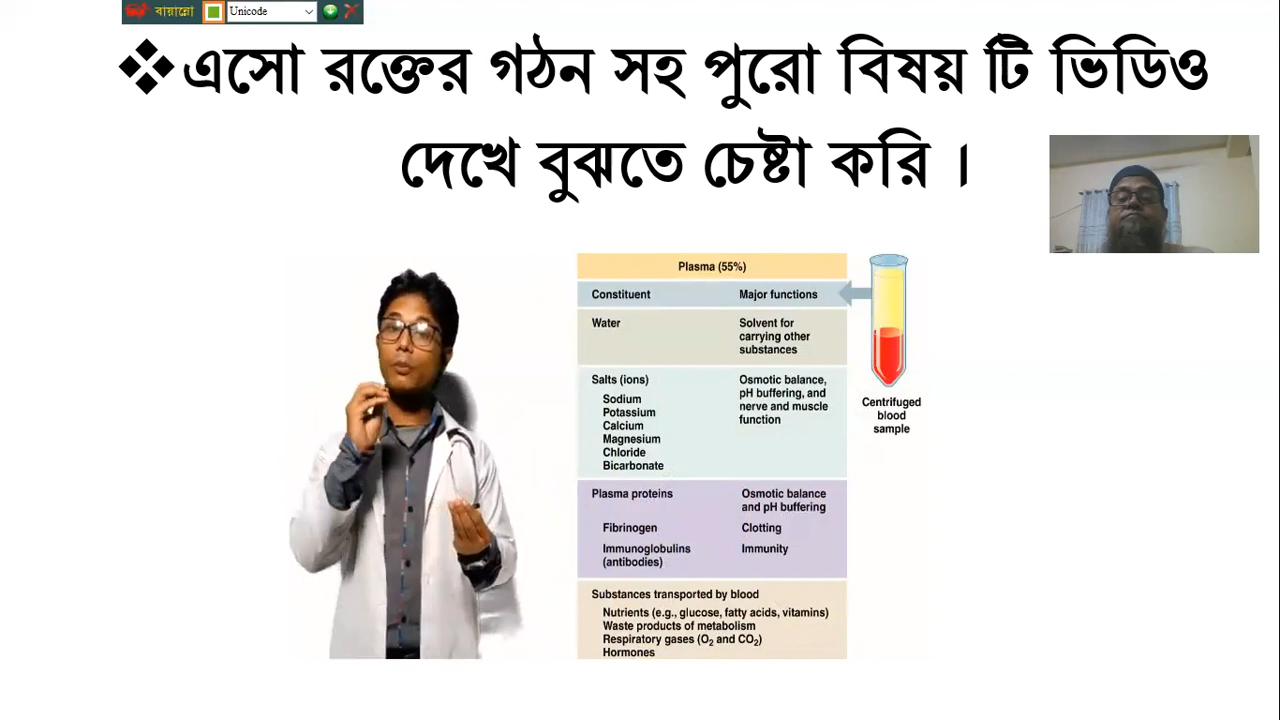 বায়ান্নো Unicode
❖এসো রক্তের গঠন সহ পুরো বিষয় টি ভিডিও
দেখে বুঝতে চেষ্টা করি ।
Plasma (55%)
Constituent Major functions
Water Solvent for
carrying other
substances
Salts (ions) Osmotic balance,
pH buffering, and
nerve and muscle
function
Sodium
Potassium
Calcium
Magnesium
Chloride
Bicarbonate
Plasma proteins Osmotic balance
and pH buffering
Fibrinogen Clotting
Immunoglobulins Immunity
(antibodies)
Substances transported by blood
Nutrients (e.g., glucose, fatty acids, vitamins)
Waste products of metabolism
Respiratory gases (O₂ and CO₂)
Hormones
Centrifuged
blood
sample